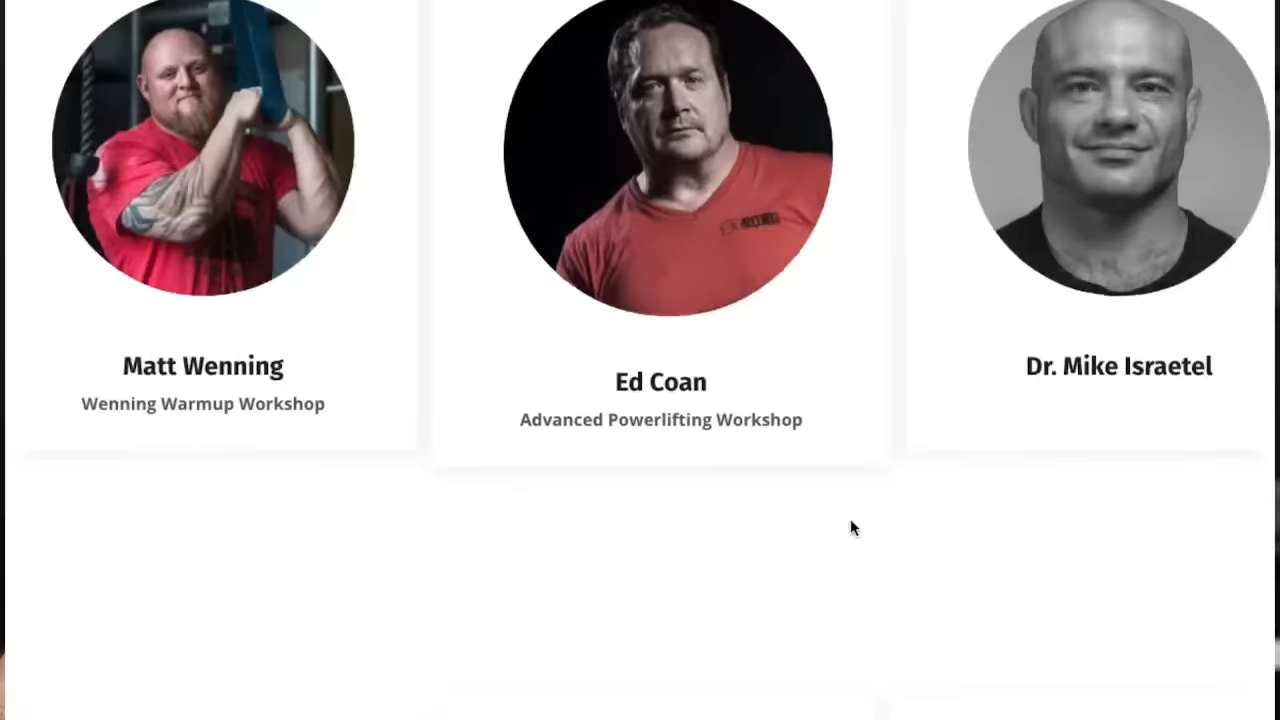 Matt Wenning
Wenning Warmup Workshop
Ed Coan
Advanced Powerlifting Workshop
Dr. Mike Israetel